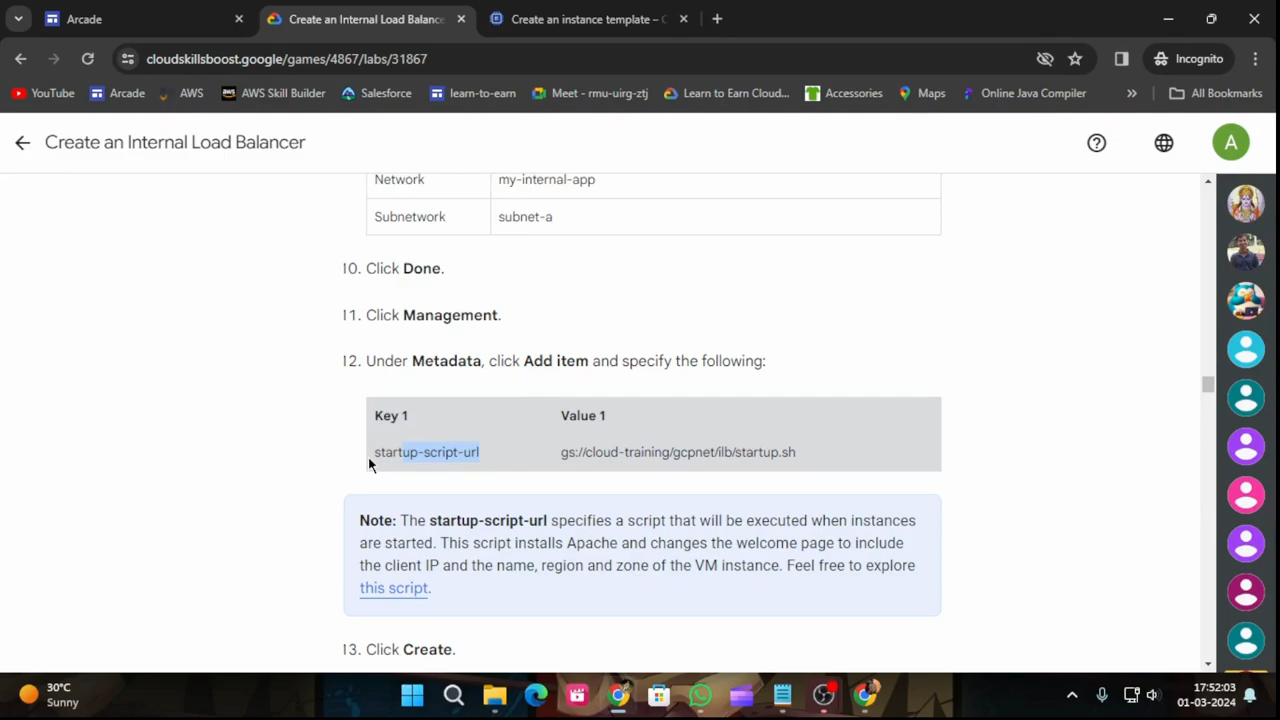 Arcade
Create an Internal Load Balance
Create an instance template – C
cloudskillsboost.google/games/4867/labs/31867
Incognito
YouTube
Arcade
AWS
AWS Skill Builder
Salesforce
learn-to-earn
Meet - rmu-uirg-ztj
Learn to Earn Cloud...
Accessories
Maps
Online Java Compiler
»
All Bookmarks
Create an Internal Load Balancer
A
Network my-internal-app
Subnetwork subnet-a
10. Click Done.
11. Click Management.
12. Under Metadata, click Add item and specify the following:
Key 1 Value 1
startup-script-url gs://cloud-training/gcpnet/ilb/startup.sh
Note: The startup-script-url specifies a script that will be executed when instances
are started. This script installs Apache and changes the welcome page to include
the client IP and the name, region and zone of the VM instance. Feel free to explore
this script.
13. Click Create.
30°C
Sunny
17:52:03
01-03-2024